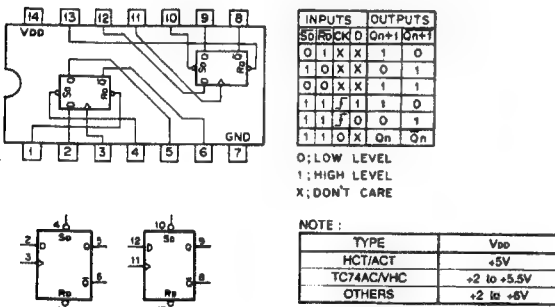 14 13 12 11 10 9 8
VDD
SD
RD
D Q
GND
1 2 3 4 5 6 7
INPUTS OUTPUTS
SD RD CK D Qn+1 Qn+1
0 1 X X 1 0
1 0 X X 0 1
0 0 X X 1 1
1 1 ∫ 1 1 0
1 1 ∫ 0 0 1
1 1 0 X Qn Qn
0; LOW LEVEL
1; HIGH LEVEL
X; DON'T CARE
4 10
SD SD
2 D Q 5 12 D Q 9
3 11
Q 6 Q 8
RD RD
NOTE :
TYPE VDD
HCT/ACT +5V
TC74AC/VHC +2 to +5.5V
OTHERS +2 to +6V